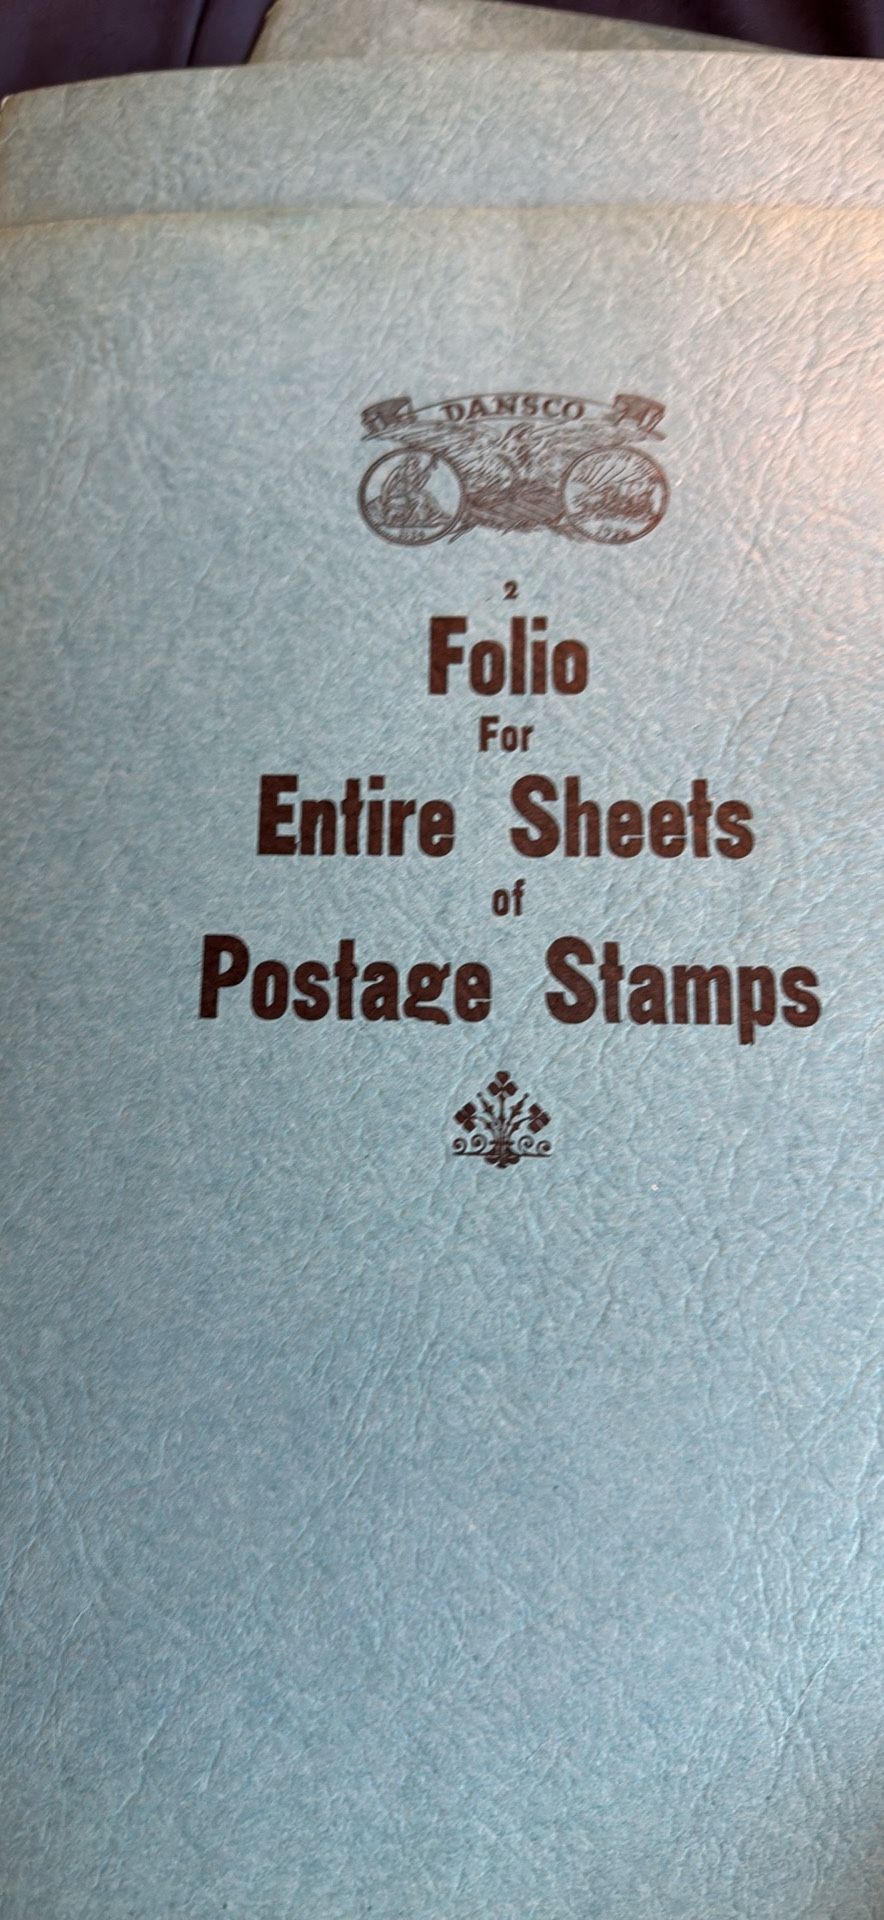 DANSCO
2
Folio
For
Entire Sheets
of
Postage Stamps